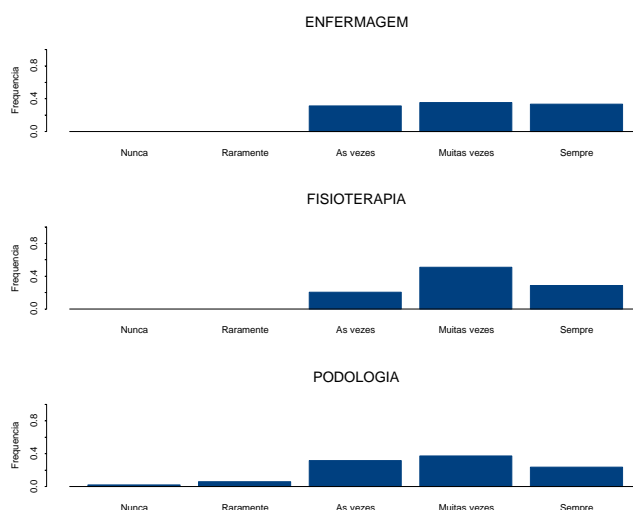 ENFERMAGEM
Frequencia
0.0 0.4 0.8
Nunca Raramente As vezes Muitas vezes Sempre
FISIOTERAPIA
Frequencia
0.0 0.4 0.8
Nunca Raramente As vezes Muitas vezes Sempre
PODOLOGIA
Frequencia
0.0 0.4 0.8
Nunca Raramente As vezes Muitas vezes Sempre